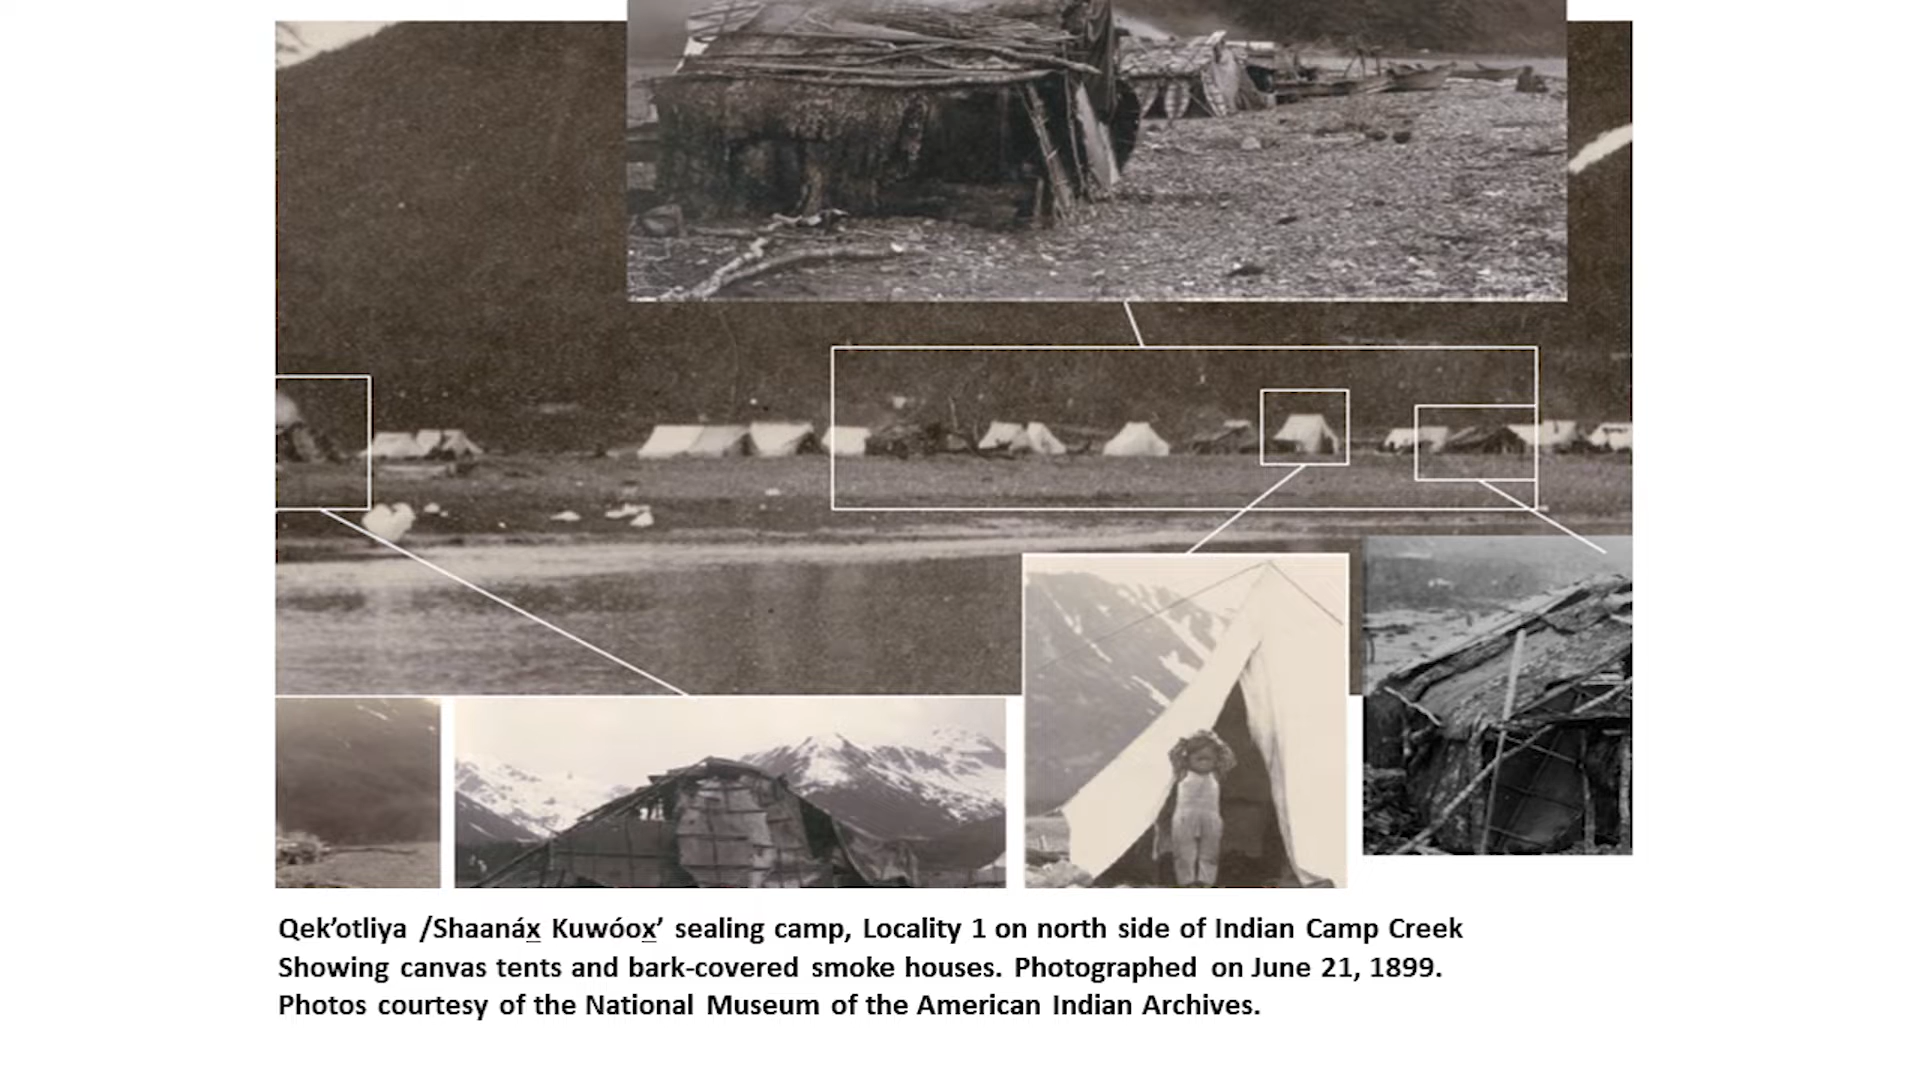 Qek’otliya /Shaanáx̲ Kuwóox̲’ sealing camp, Locality 1 on north side of Indian Camp Creek
Showing canvas tents and bark-covered smoke houses. Photographed on June 21, 1899.
Photos courtesy of the National Museum of the American Indian Archives.